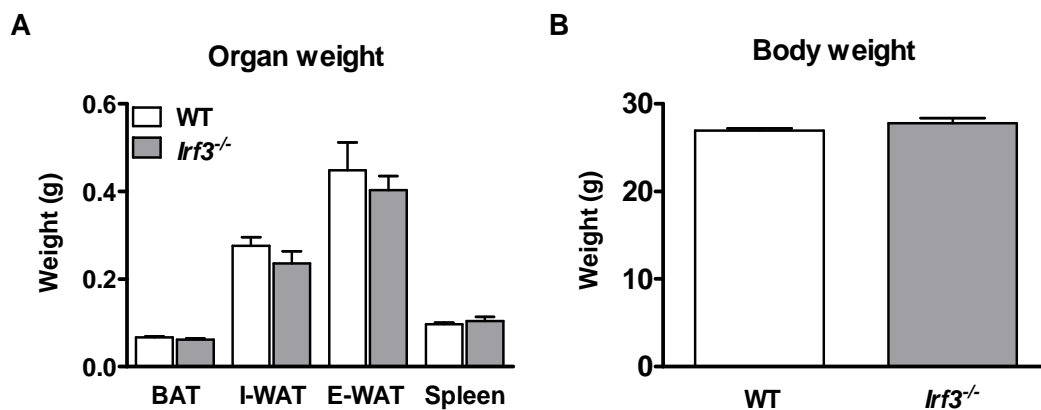 A
Organ weight
Weight (g)
0.6
0.4
0.2
0.0
WT
Irf3-/-
BAT I-WAT E-WAT Spleen
B
Body weight
Weight (g)
30
20
10
0
WT Irf3-/-